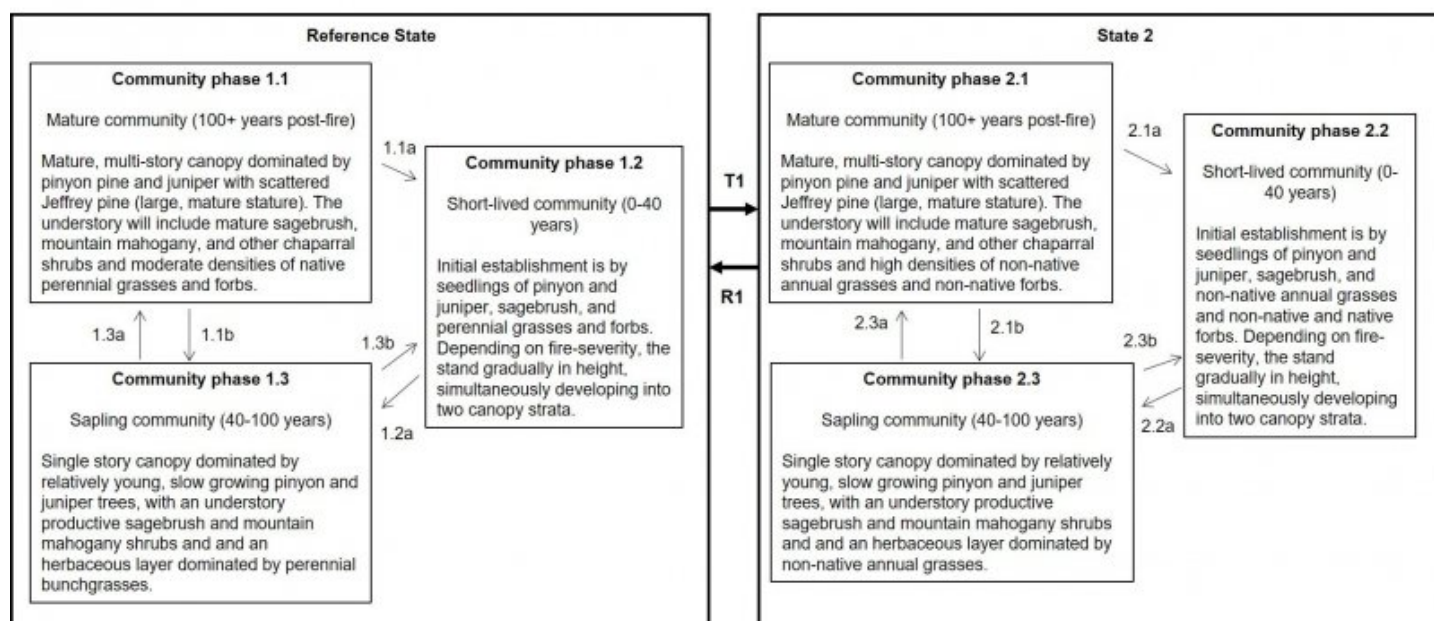 Reference State
Community phase 1.1
Mature community (100+ years post-fire)
Mature, multi-story canopy dominated by
pinyon pine and juniper with scattered
Jeffrey pine (large, mature stature). The
understory will include mature sagebrush,
mountain mahogany, and other chaparral
shrubs and moderate densities of native
perennial grasses and forbs.
1.1a
Community phase 1.2
Short-lived community (0-40
years)
Initial establishment is by
seedlings of pinyon and
juniper, sagebrush, and
perennial grasses and forbs.
Depending on fire-severity, the
stand gradually in height,
simultaneously developing into
two canopy strata.
1.3a
1.1b
1.3b
1.2a
Community phase 1.3
Sapling community (40-100 years)
Single story canopy dominated by
relatively young, slow growing pinyon and
juniper trees, with an understory
productive sagebrush and mountain
mahogany shrubs and and an
herbaceous layer dominated by perennial
bunchgrasses.
T1
R1
State 2
Community phase 2.1
Mature community (100+ years post-fire)
Mature, multi-story canopy dominated by
pinyon pine and juniper with scattered
Jeffrey pine (large, mature stature). The
understory will include mature sagebrush,
mountain mahogany, and other chaparral
shrubs and high densities of non-native
annual grasses and non-native forbs.
2.1a
Community phase 2.2
Short-lived community (0-
40 years)
Initial establishment is by
seedlings of pinyon and
juniper, sagebrush, and
non-native annual grasses
and non-native and native
forbs. Depending on fire-
severity, the stand
gradually in height,
simultaneously developing
into two canopy strata.
2.3a
2.1b
2.3b
2.2a
Community phase 2.3
Sapling community (40-100 years)
Single story canopy dominated by relatively
young, slow growing pinyon and juniper
trees, with an understory productive
sagebrush and mountain mahogany shrubs
and and an herbaceous layer dominated by
non-native annual grasses.